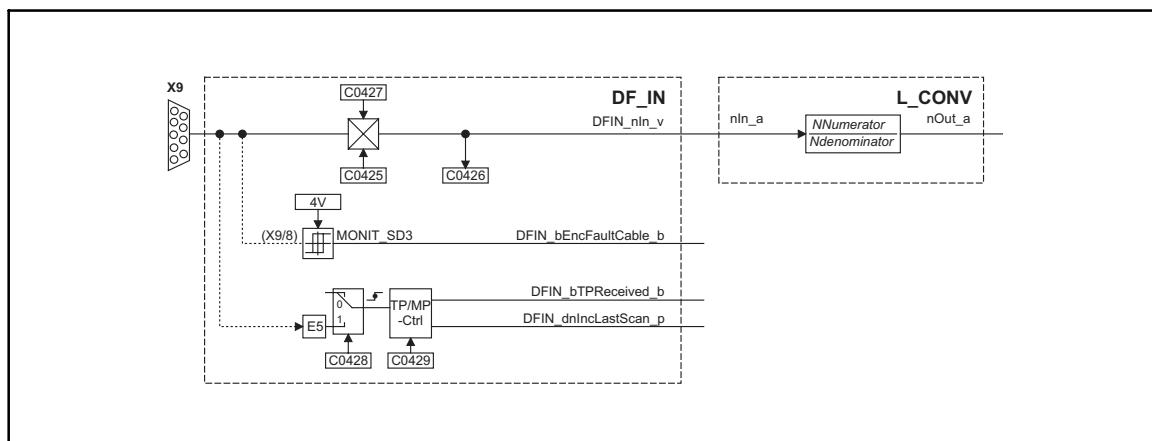 X9
C0427
DF_IN
L_CONV
DFIN_nIn_v
nIn_a
NNumerator
Ndenominator
nOut_a
C0425
C0426
4V
(X9/8)
MONIT_SD3
DFIN_bEncFaultCable_b
0
1
E5
TP/MP
-Ctrl
DFIN_bTPReceived_b
DFIN_dnIncLastScan_p
C0428
C0429